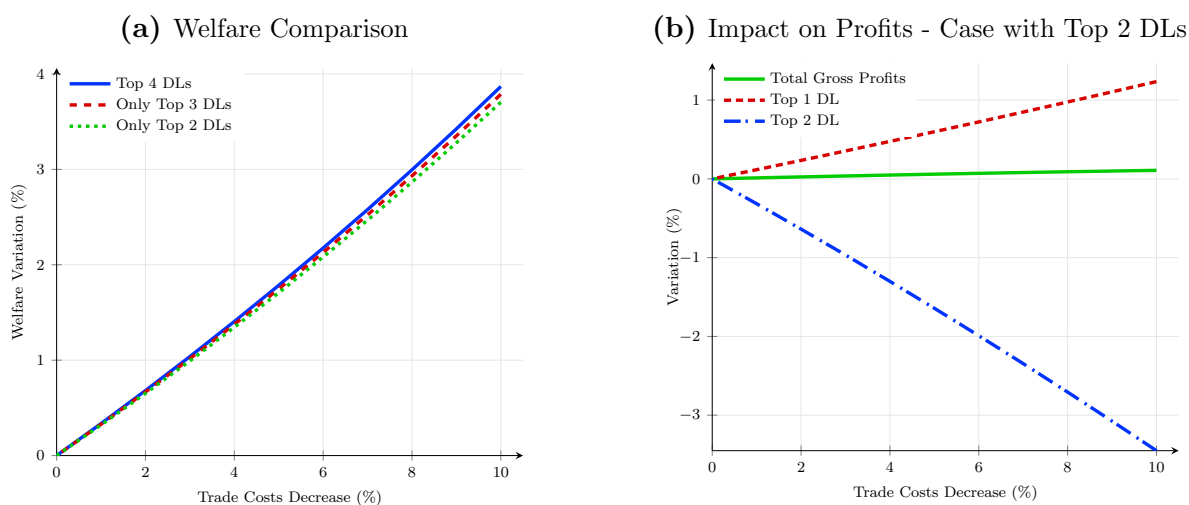 (a) Welfare Comparison
Top 4 DLs
Only Top 3 DLs
Only Top 2 DLs
Welfare Variation (%)
4
3
2
1
0
0 2 4 6 8 10
Trade Costs Decrease (%)
(b) Impact on Profits - Case with Top 2 DLs
Total Gross Profits
Top 1 DL
Top 2 DL
Variation (%)
1
0
−1
−2
−3
0 2 4 6 8 10
Trade Costs Decrease (%)